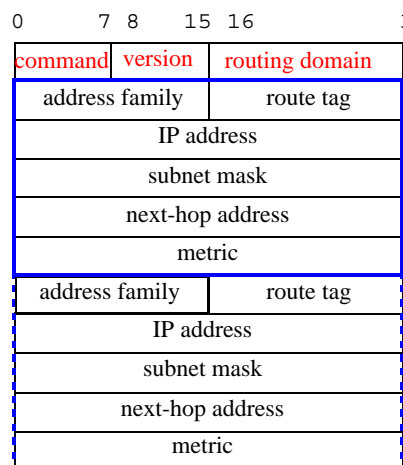 0 7 8 15 16
command version routing domain
address family route tag
IP address
subnet mask
next-hop address
metric
address family route tag
IP address
subnet mask
next-hop address
metric